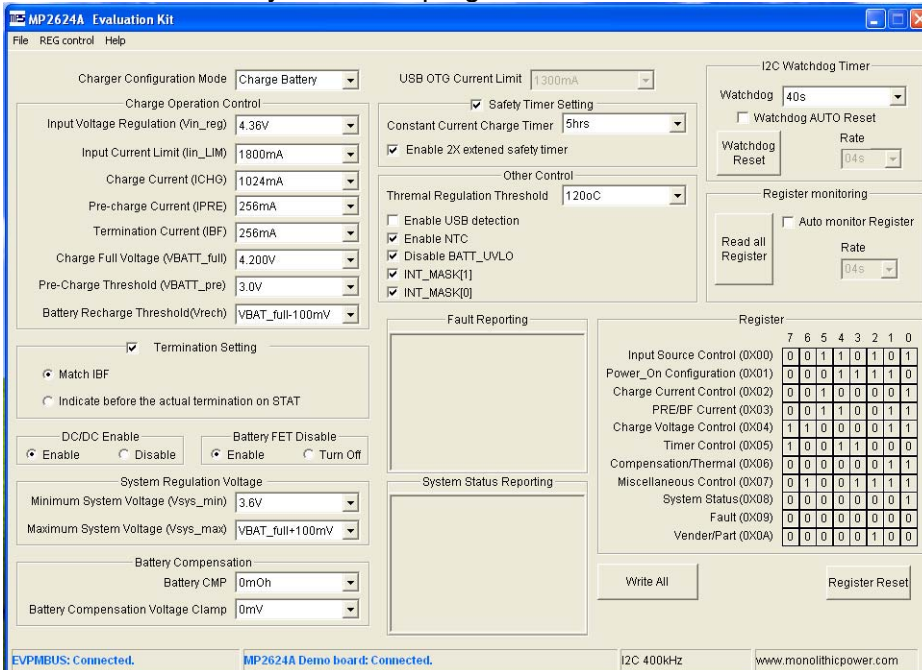 MPS MP2624A Evaluation Kit
File REG control Help
Charger Configuration Mode Charge Battery
Charge Operation Control
Input Voltage Regulation (Vin_reg) 4.36V
Input Current Limit (Iin_LIM) 1800mA
Charge Current (ICHG) 1024mA
Pre-charge Current (IPRE) 256mA
Termination Current (IBF) 256mA
Charge Full Voltage (VBATT_full) 4.200V
Pre-Charge Threshold (VBATT_pre) 3.0V
Battery Recharge Threshold(Vrech) VBAT_full-100mV
Termination Setting
Match IBF
Indicate before the actual termination on STAT
DC/DC Enable
Enable Disable
Battery FET Disable
Enable Turn Off
System Regulation Voltage
Minimum System Voltage (Vsys_min) 3.6V
Maximum System Voltage (Vsys_max) VBAT_full+100mV
Battery Compensation
Battery CMP 0mOh
Battery Compensation Voltage Clamp 0mV
USB OTG Current Limit 1300mA
Safety Timer Setting
Constant Current Charge Timer 5hrs
Enable 2X extened safety timer
Other Control
Thremal Regulation Threshold 120oC
Enable USB detection
Enable NTC
Disable BATT_UVLO
INT_MASK[1]
INT_MASK[0]
Fault Reporting
System Status Reporting
I2C Watchdog Timer
Watchdog 40s
Watchdog AUTO Reset
Watchdog Reset
Rate
04s
Register monitoring
Auto monitor Register
Read all Register
Rate
04s
Register
7 6 5 4 3 2 1 0
Input Source Control (0X00) 0 0 1 1 0 1 0 1
Power_On Configuration (0X01) 0 0 0 1 1 1 1 0
Charge Current Control (0X02) 0 0 1 0 0 0 0 1
PRE/BF Current (0X03) 0 0 1 1 0 0 1 1
Charge Voltage Control (0X04) 1 1 0 0 0 0 1 1
Timer Control (0X05) 1 0 0 1 1 0 1 0
Compensation/Thermal (0X06) 0 0 0 0 0 0 1 1
Miscellaneous Control (0X07) 0 1 0 0 1 1 1 1
System Status(0X08) 0 0 0 0 0 0 0 1
Fault (0X09) 0 0 0 0 0 0 0 0
Vender/Part (0X0A) 0 0 0 0 0 1 0 0
Write All
Register Reset
EVPMBUS: Connected.
MP2624A Demo board: Connected.
I2C 400kHz
www.monolithicpower.com